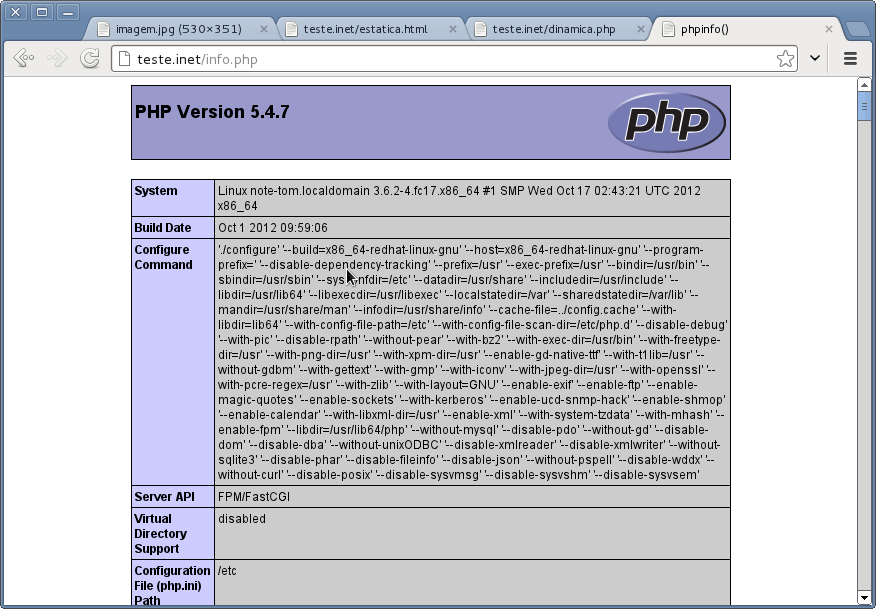 imagem.jpg (530×351)
teste.inet/estatica.html
teste.inet/dinamica.php
phpinfo()
teste.inet/info.php
PHP Version 5.4.7
php
System
Linux note-tom.localdomain 3.6.2-4.fc17.x86_64 #1 SMP Wed Oct 17 02:43:21 UTC 2012
x86_64
Build Date
Oct 1 2012 09:59:06
Configure
Command
'./configure' '--build=x86_64-redhat-linux-gnu' '--host=x86_64-redhat-linux-gnu' '--program-
prefix=' '--disable-dependency-tracking' '--prefix=/usr' '--exec-prefix=/usr' '--bindir=/usr/bin' '--
sbindir=/usr/sbin' '--sysconfdir=/etc' '--datadir=/usr/share' '--includedir=/usr/include' '--
libdir=/usr/lib64' '--libexecdir=/usr/libexec' '--localstatedir=/var' '--sharedstatedir=/var/lib' '--
mandir=/usr/share/man' '--infodir=/usr/share/info' '--cache-file=../config.cache' '--with-
libdir=lib64' '--with-config-file-path=/etc' '--with-config-file-scan-dir=/etc/php.d' '--disable-debug'
'--with-pic' '--disable-rpath' '--without-pear' '--with-bz2' '--with-exec-dir=/usr/bin' '--with-freetype-
dir=/usr' '--with-png-dir=/usr' '--with-xpm-dir=/usr' '--enable-gd-native-ttf' '--with-t1lib=/usr' '--
without-gdbm' '--with-gettext' '--with-gmp' '--with-iconv' '--with-jpeg-dir=/usr' '--with-openssl' '--
with-pcre-regex=/usr' '--with-zlib' '--with-layout=GNU' '--enable-exif' '--enable-ftp' '--enable-
magic-quotes' '--enable-sockets' '--with-kerberos' '--enable-ucd-snmp-hack' '--enable-shmop'
'--enable-calendar' '--with-libxml-dir=/usr' '--enable-xml' '--with-system-tzdata' '--with-mhash' '--
enable-fpm' '--libdir=/usr/lib64/php' '--without-mysql' '--disable-pdo' '--without-gd' '--disable-
dom' '--disable-dba' '--without-unixODBC' '--disable-xmlreader' '--disable-xmlwriter' '--without-
sqlite3' '--disable-phar' '--disable-fileinfo' '--disable-json' '--without-pspell' '--disable-wddx' '--
without-curl' '--disable-posix' '--disable-sysvmsg' '--disable-sysvshm' '--disable-sysvsem'
Server API
FPM/FastCGI
Virtual
Directory
Support
disabled
Configuration
File (php.ini)
Path
/etc